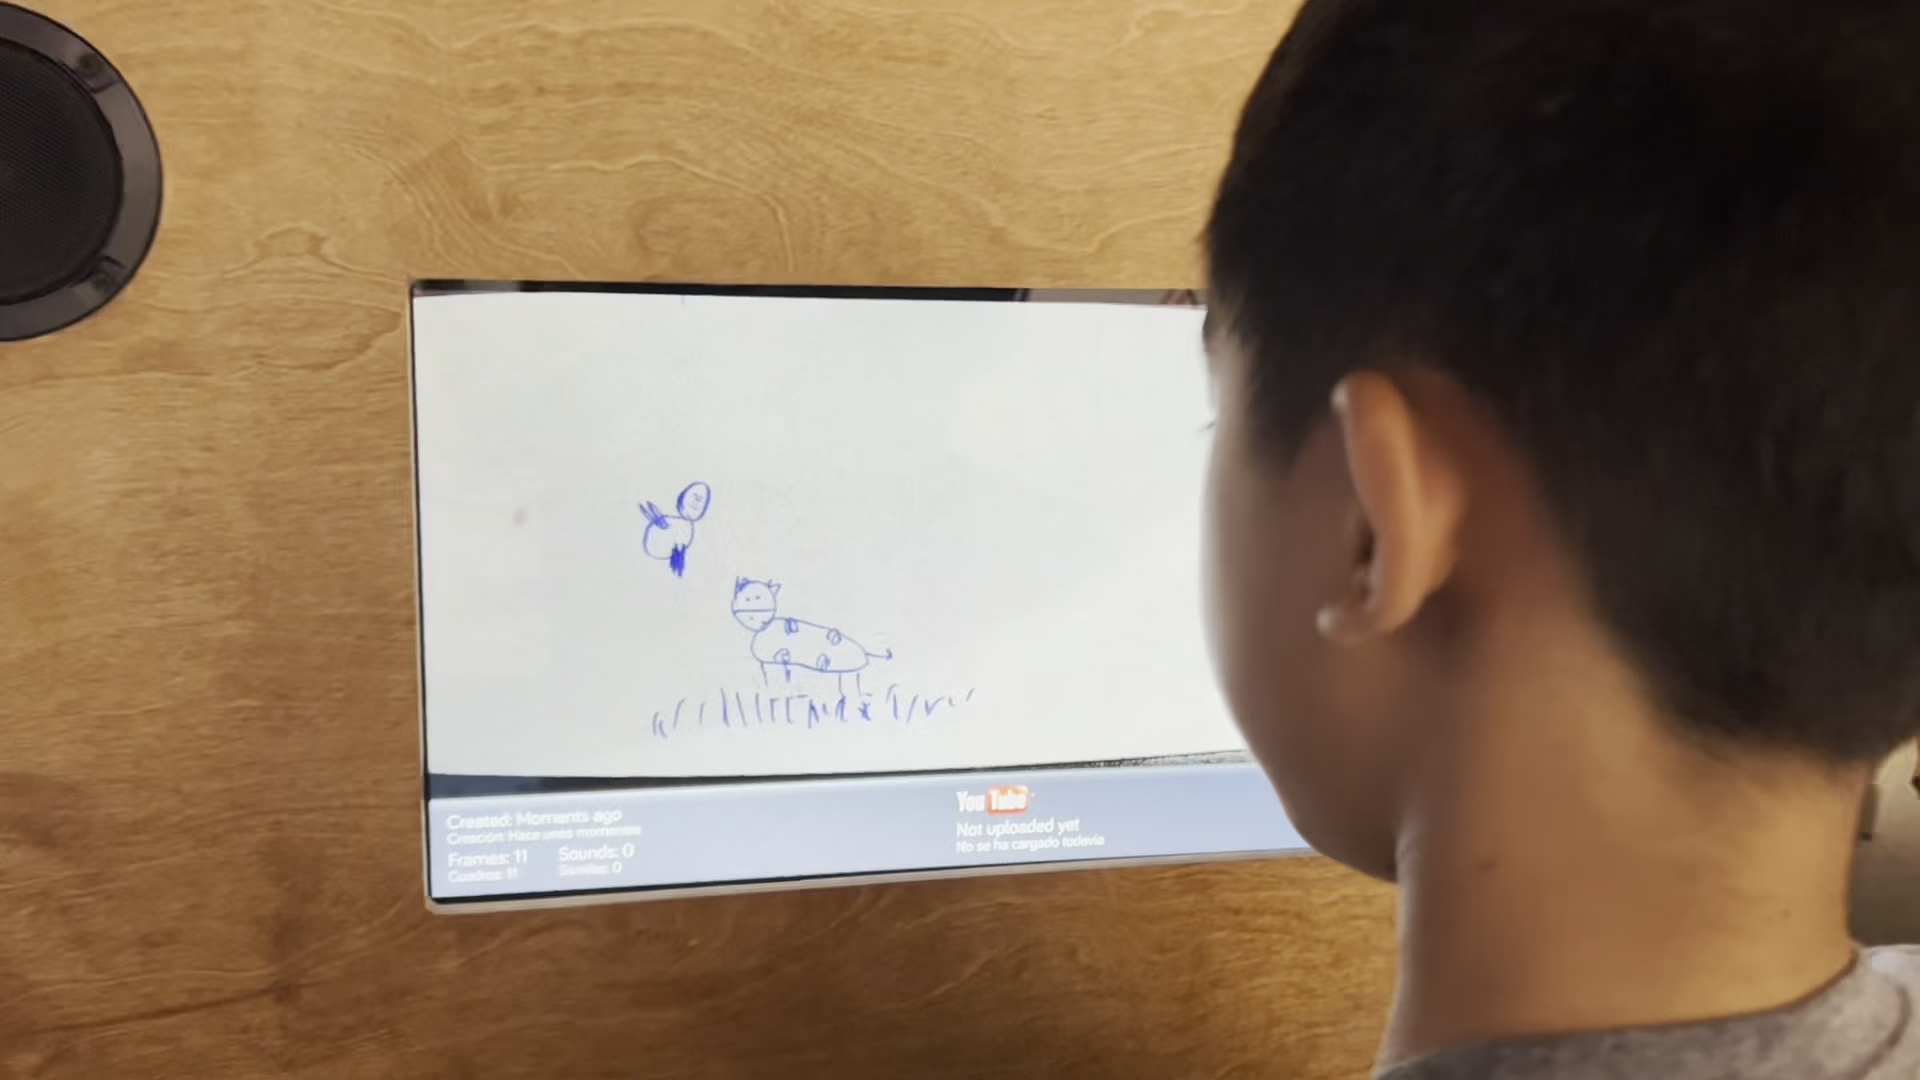 Created: Moments ago
Creación: Hace unos momentos
Frames: 11 Sounds: 0
Cuadros: 11 Sonidos: 0
YouTube
Not uploaded yet
No se ha cargado todavía